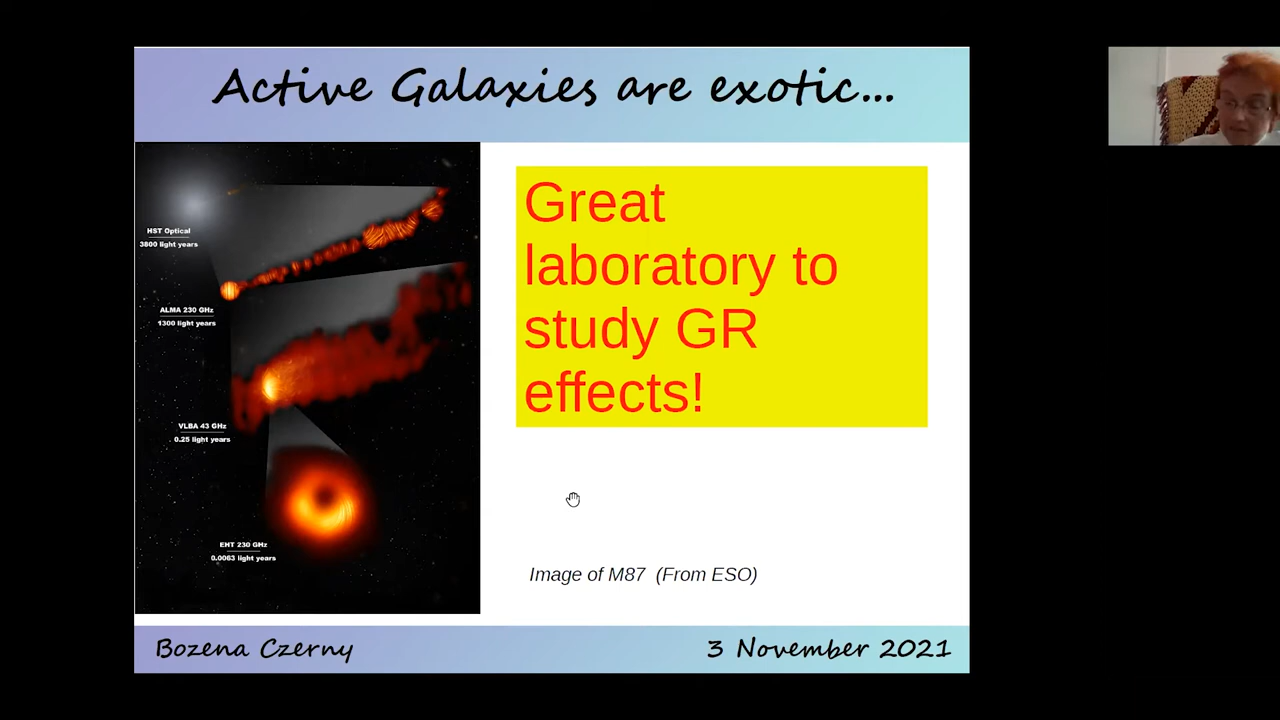 Active Galaxies are exotic...
HST Optical
3800 light years
ALMA 230 GHz
1300 light years
VLBA 43 GHz
0.25 light years
EHT 230 GHz
0.0063 light years
Great
laboratory to
study GR
effects!
Image of M87 (From ESO)
Bozena Czerny
3 November 2021